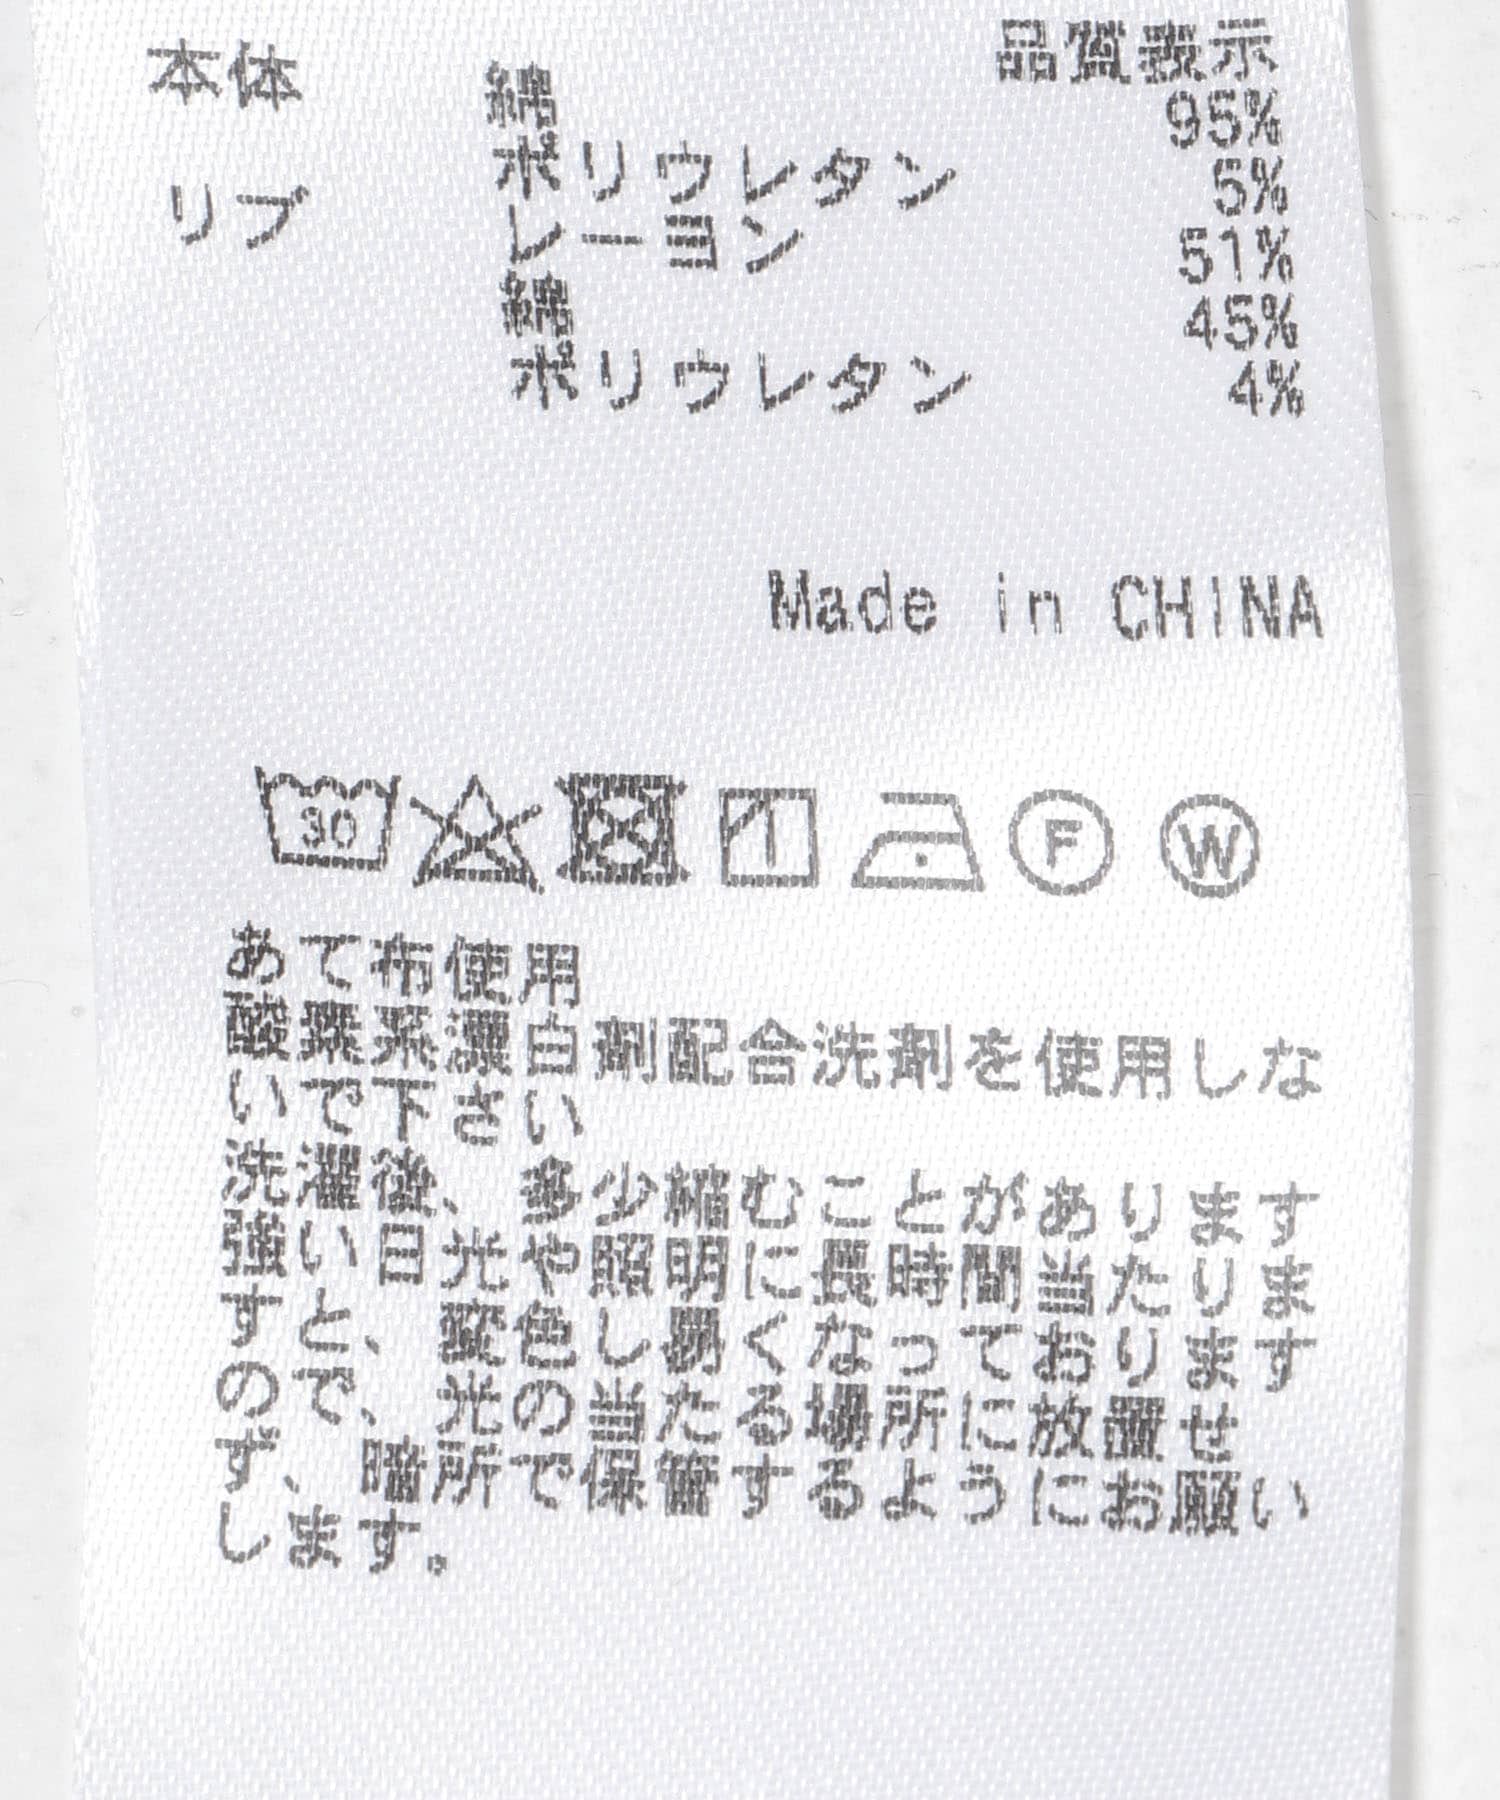 品質表示
本体 綿 95%
ポリウレタン 5%
リブ レーヨン 51%
綿 45%
ポリウレタン 4%
Made in CHINA
30 F W
あて布使用
酸素系漂白剤配合洗剤を使用しな
いで下さい
洗濯後、多少縮むことがあります
強い日光や照明に長時間当たりま
すと、変色し易くなっております
ので、光の当たる場所に放置せ
ず、暗所で保管するようにお願い
します。